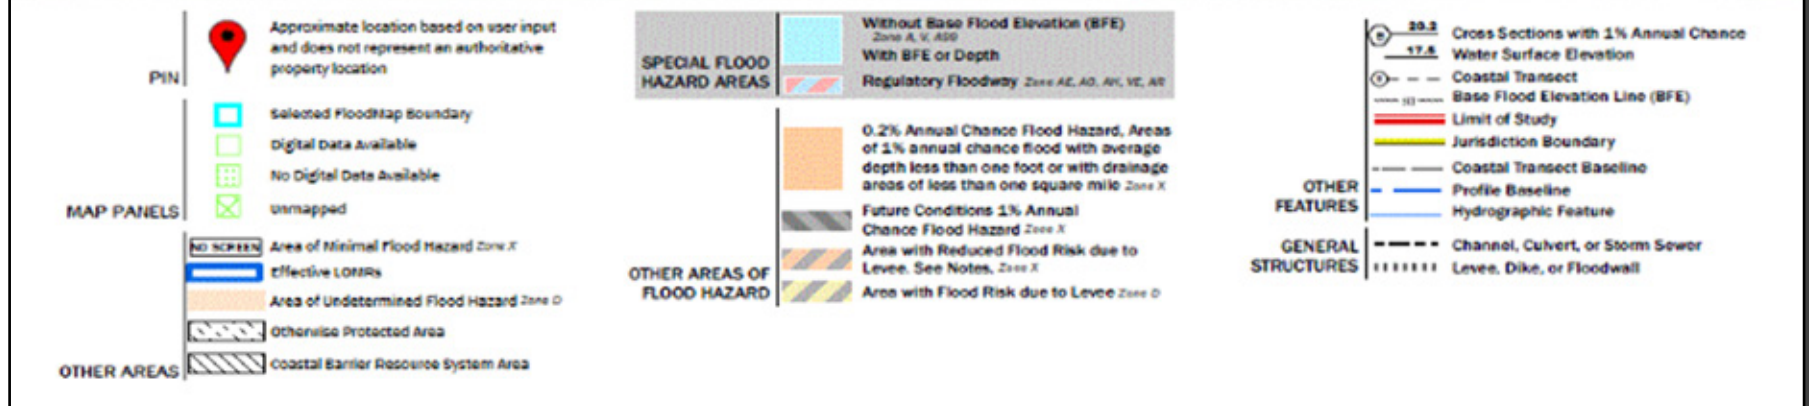 Approximate location based on user input
and does not represent an authoritative
property location
PIN
Selected FloodMap Boundary
Digital Data Available
No Digital Data Available
Unmapped
MAP PANELS
NO SCREEN Area of Minimal Flood Hazard Zone X
Effective LOMRs
Area of Undetermined Flood Hazard Zone D
Otherwise Protected Area
Coastal Barrier Resource System Area
OTHER AREAS
Without Base Flood Elevation (BFE)
Zone A, V, A99
With BFE or Depth
Regulatory Floodway Zone AE, AO, AH, VE, AR
SPECIAL FLOOD
HAZARD AREAS
0.2% Annual Chance Flood Hazard, Areas
of 1% annual chance flood with average
depth less than one foot or with drainage
areas of less than one square mile Zone X
Future Conditions 1% Annual
Chance Flood Hazard Zone X
Area with Reduced Flood Risk due to
Levee. See Notes. Zone X
Area with Flood Risk due to Levee Zone D
OTHER AREAS OF
FLOOD HAZARD
20.2 Cross Sections with 1% Annual Chance
17.5 Water Surface Elevation
Coastal Transect
Base Flood Elevation Line (BFE)
Limit of Study
Jurisdiction Boundary
Coastal Transect Baseline
Profile Baseline
Hydrographic Feature
OTHER
FEATURES
Channel, Culvert, or Storm Sewer
Levee, Dike, or Floodwall
GENERAL
STRUCTURES